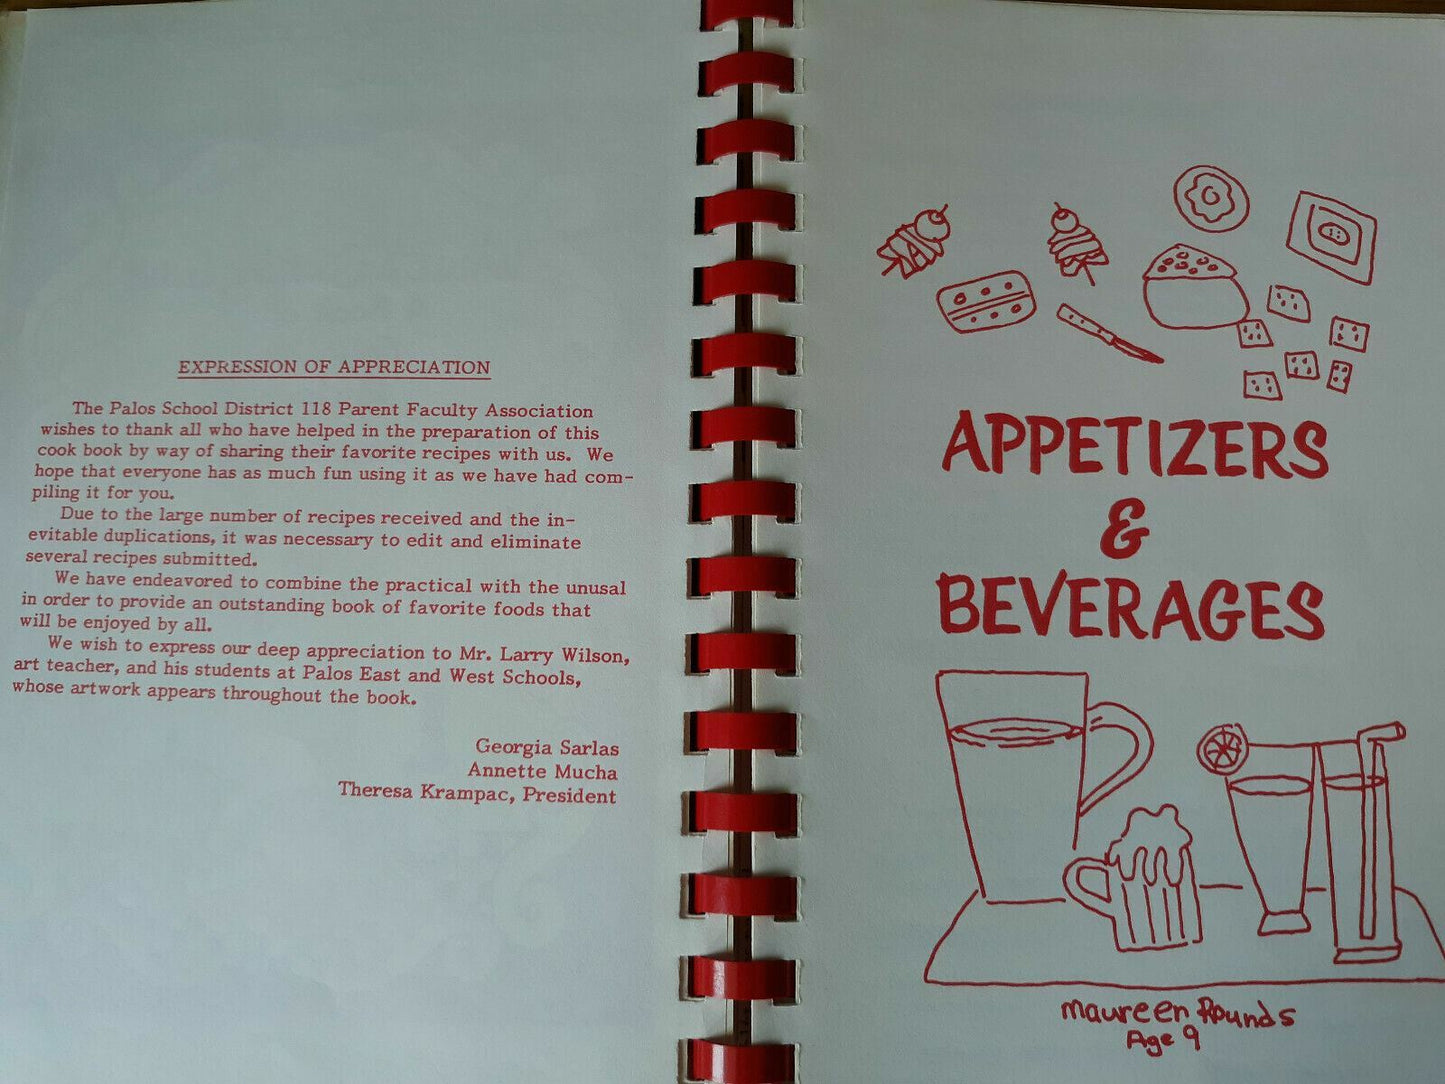 EXPRESSION OF APPRECIATION
The Palos School District 118 Parent Faculty Association
wishes to thank all who have helped in the preparation of this
cook book by way of sharing their favorite recipes with us. We
hope that everyone has as much fun using it as we have had com-
piling it for you.
Due to the large number of recipes received and the in-
evitable duplications, it was necessary to edit and eliminate
several recipes submitted.
We have endeavored to combine the practical with the unusual
in order to provide an outstanding book of favorite foods that
will be enjoyed by all.
We wish to express our deep appreciation to Mr. Larry Wilson,
art teacher, and his students at Palos East and West Schools,
whose artwork appears throughout the book.
Georgia Sarlas
Annette Mucha
Theresa Krampac, President
APPETIZERS
&
BEVERAGES
maureen Rounds
Age 9